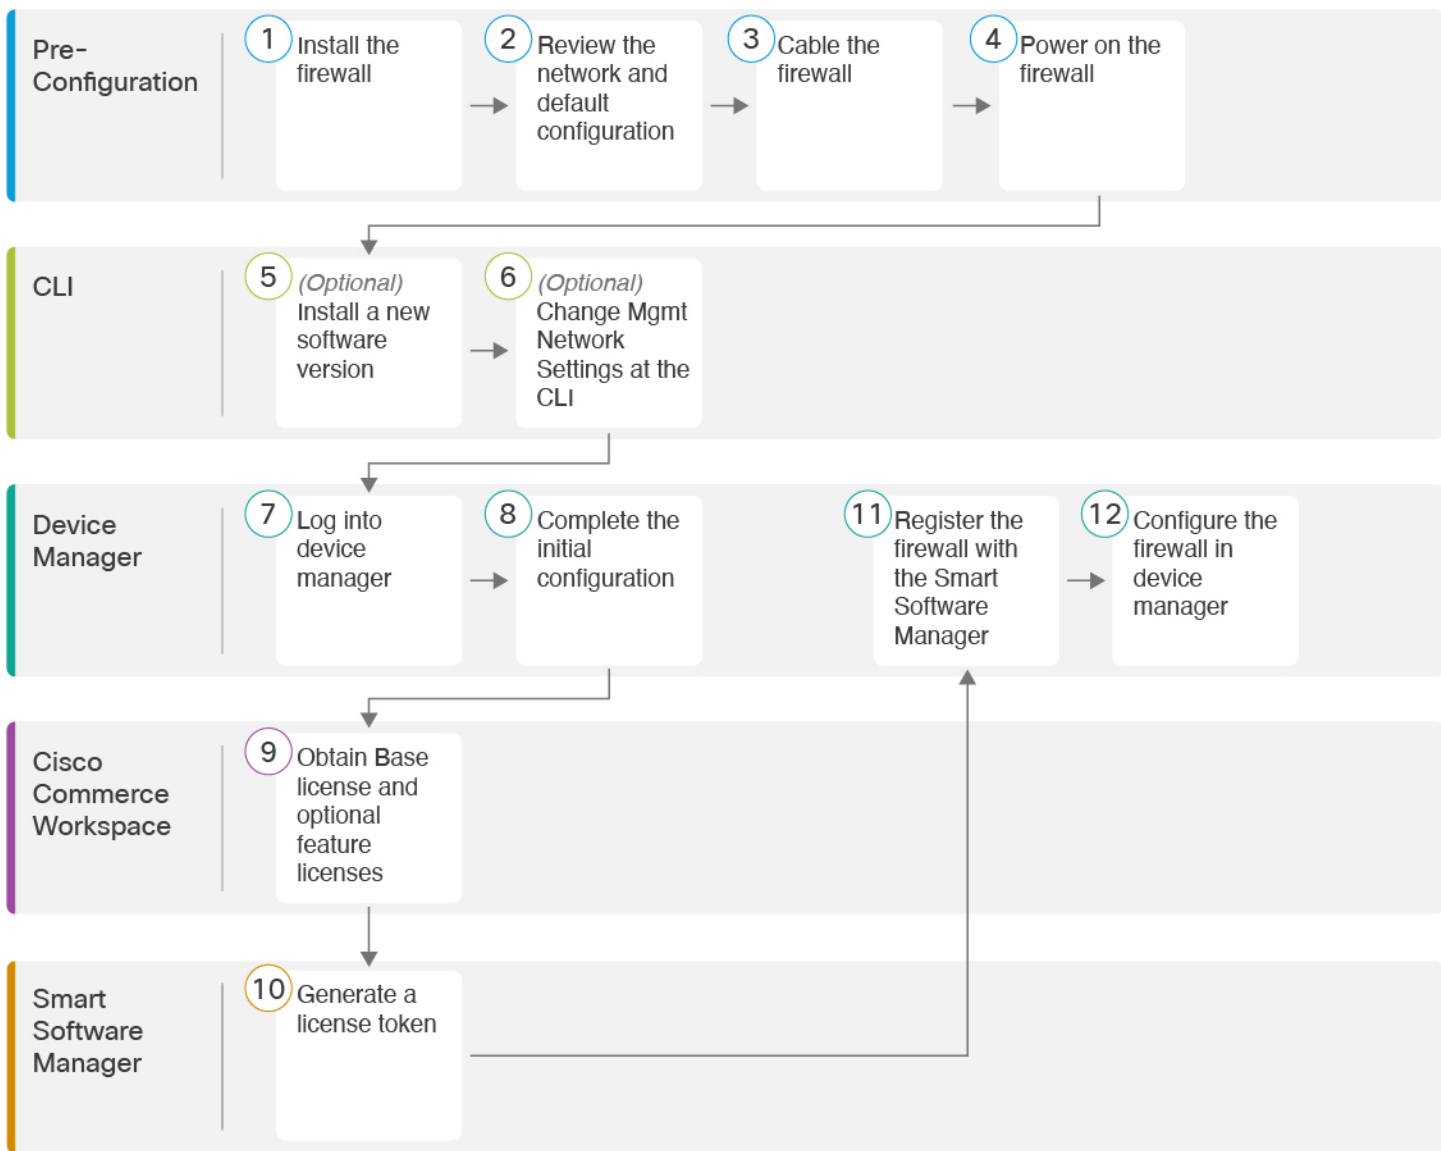 Pre-
Configuration
1
Install the
firewall
2
Review the
network and
default
configuration
3
Cable the
firewall
4
Power on the
firewall
CLI
5
(Optional)
Install a new
software
version
6
(Optional)
Change Mgmt
Network
Settings at the
CLI
Device
Manager
7
Log into
device
manager
8
Complete the
initial
configuration
11
Register the
firewall with
the Smart
Software
Manager
12
Configure the
firewall in
device
manager
Cisco
Commerce
Workspace
9
Obtain Base
license and
optional
feature
licenses
Smart
Software
Manager
10
Generate a
license token